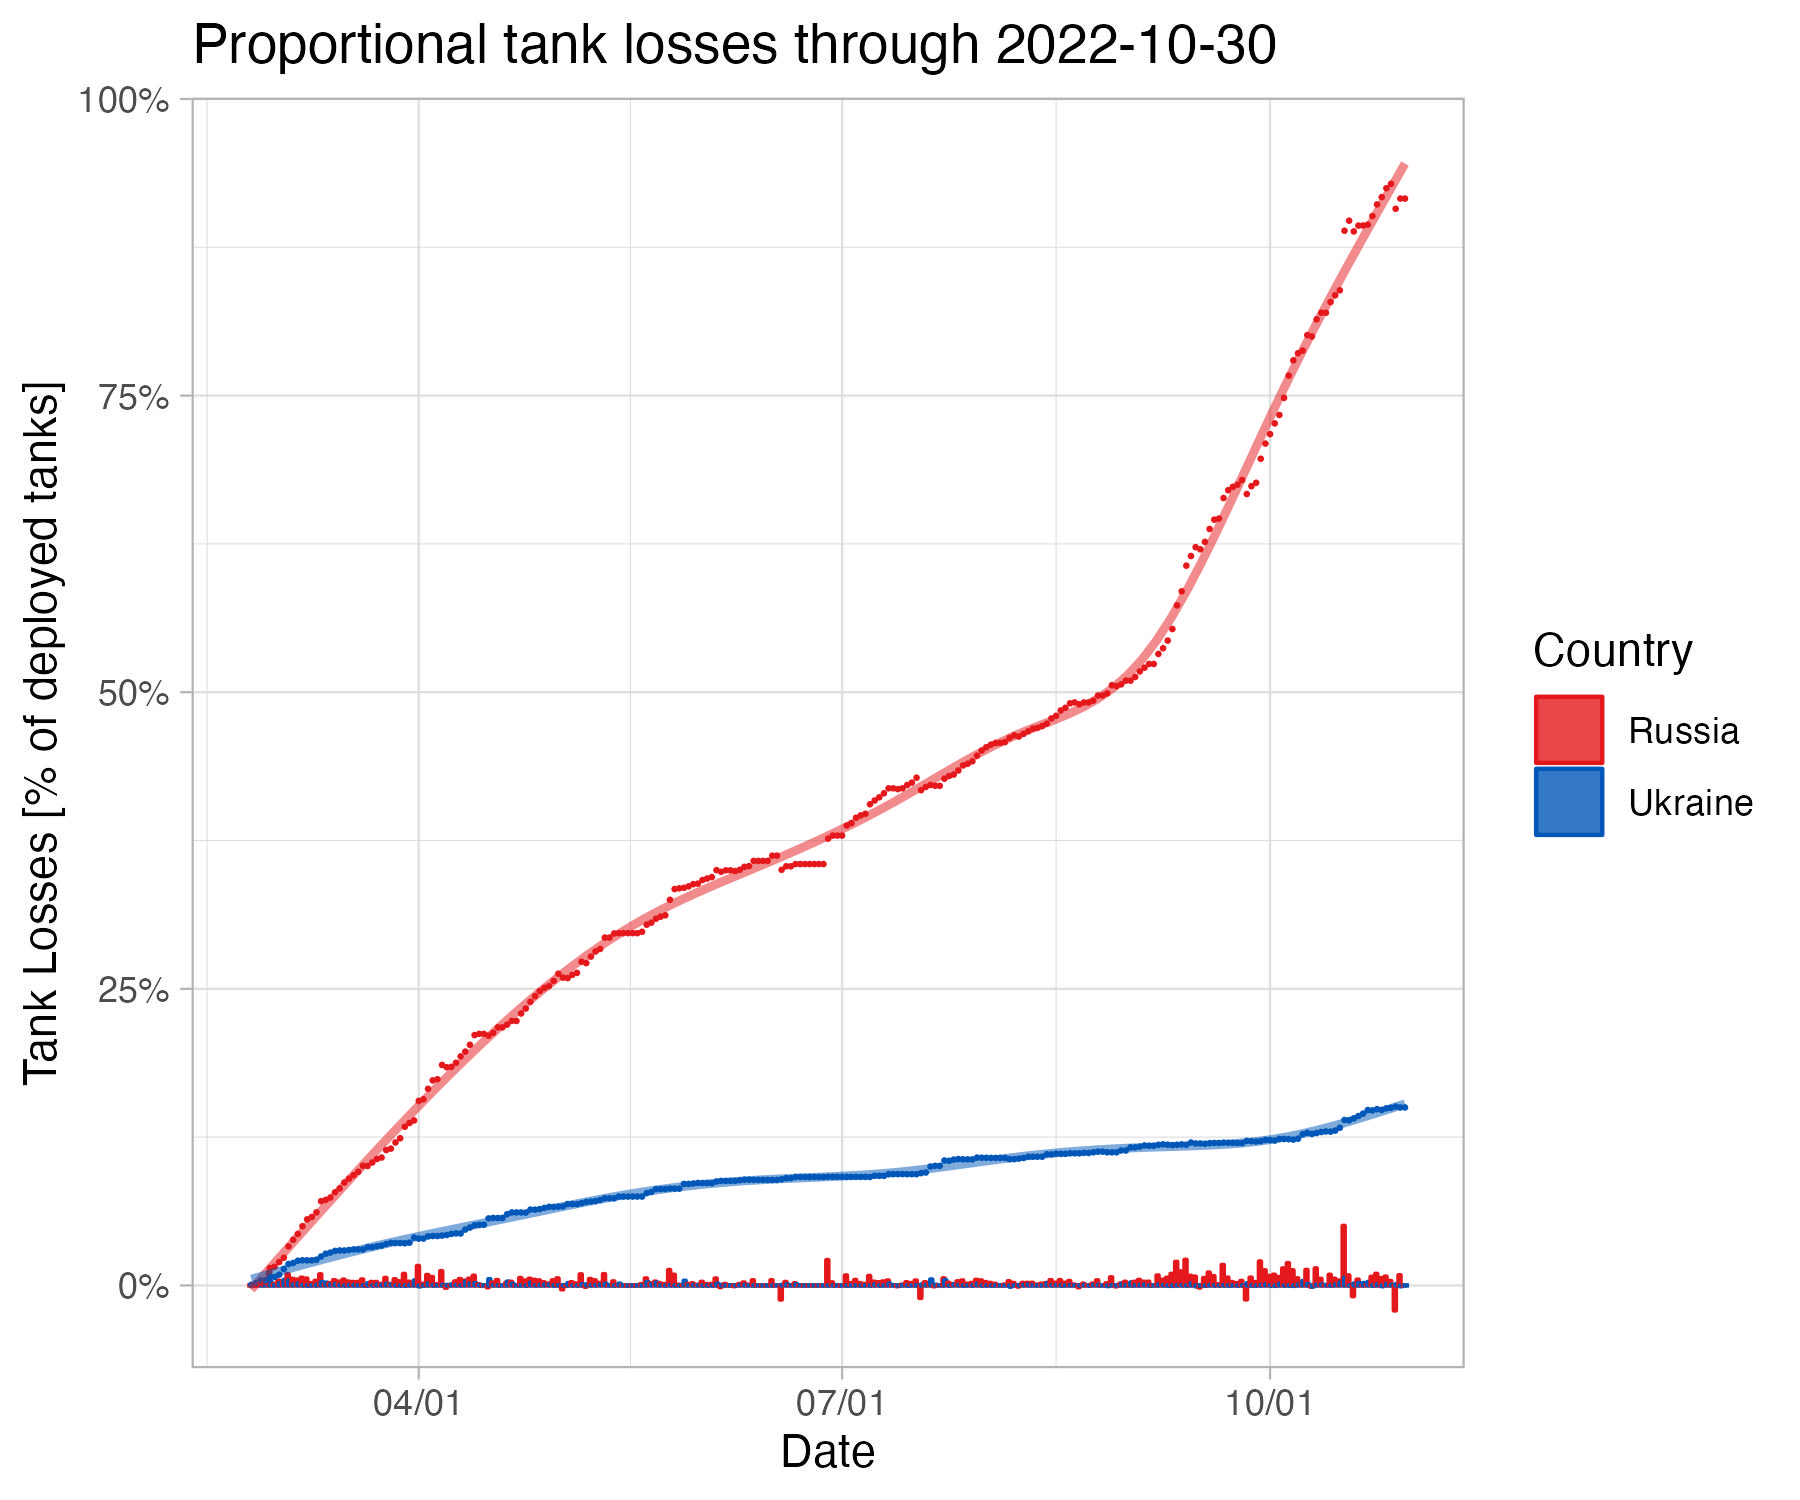 Proportional tank losses through 2022-10-30
100%
75%
50%
25%
0%
Tank Losses [% of deployed tanks]
04/01
07/01
10/01
Date
Country
Russia
Ukraine